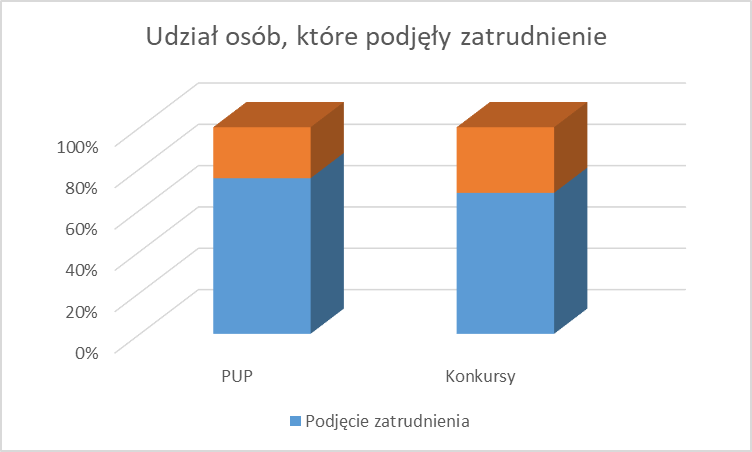 Udział osób, które podjęły zatrudnienie
100%
80%
60%
40%
20%
0%
PUP
Konkursy
Podjęcie zatrudnienia